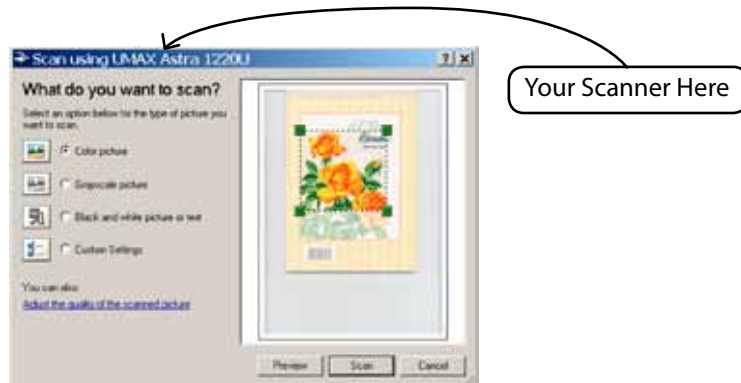 Scan using UMAX Astra 1220U
Your Scanner Here
What do you want to scan?
Select an option below for the type of picture you
want to scan.
Color picture
Grayscale picture
Black and white picture or text
Custom Settings
You can also:
Adjust the quality of the scanned picture
Preview
Scan
Cancel